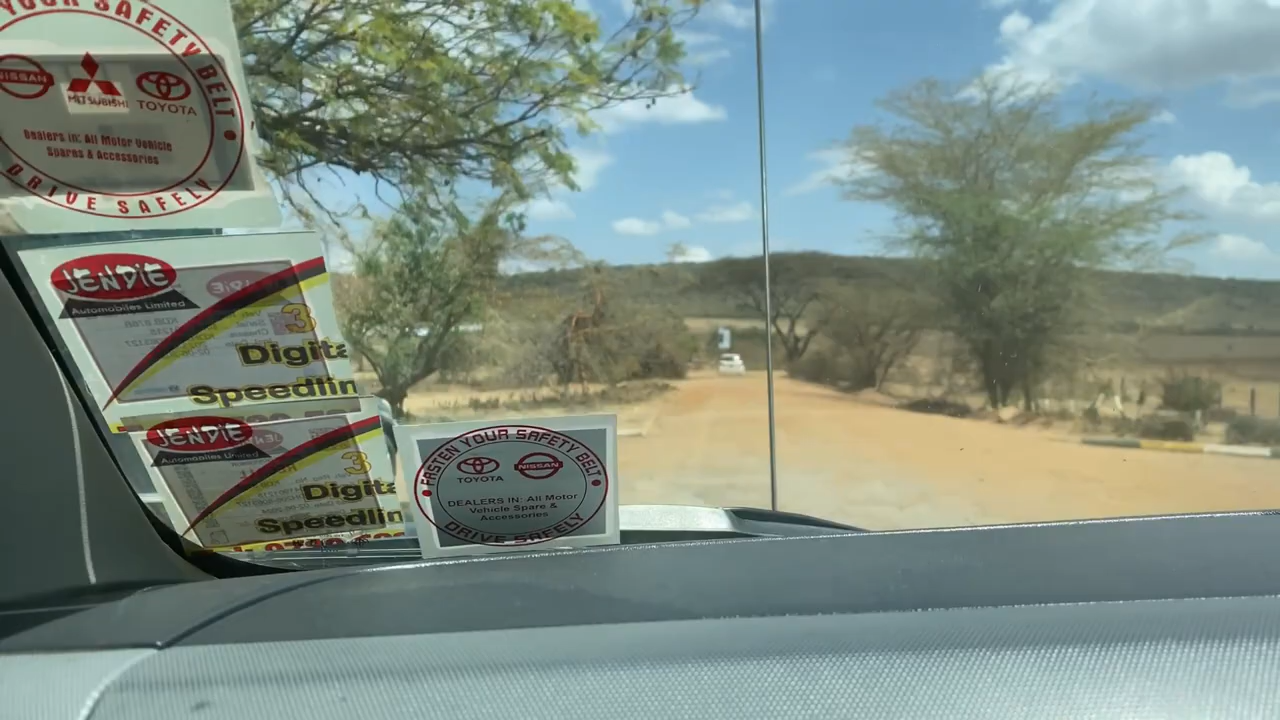 YOUR SAFETY BELT
NISSAN
MITSUBISHI
TOYOTA
Dealers in: All Motor Vehicle
Spares & Accessories
DRIVE SAFELY
JENDIE
Automobiles Limited
3
Digita
Speedlin
JENDIE
Automobiles Limited
3
Digita
Speedlin
FASTEN YOUR SAFETY BELT
TOYOTA
NISSAN
DEALERS IN: All Motor
Vehicle Spare &
Accessories
DRIVE SAFELY